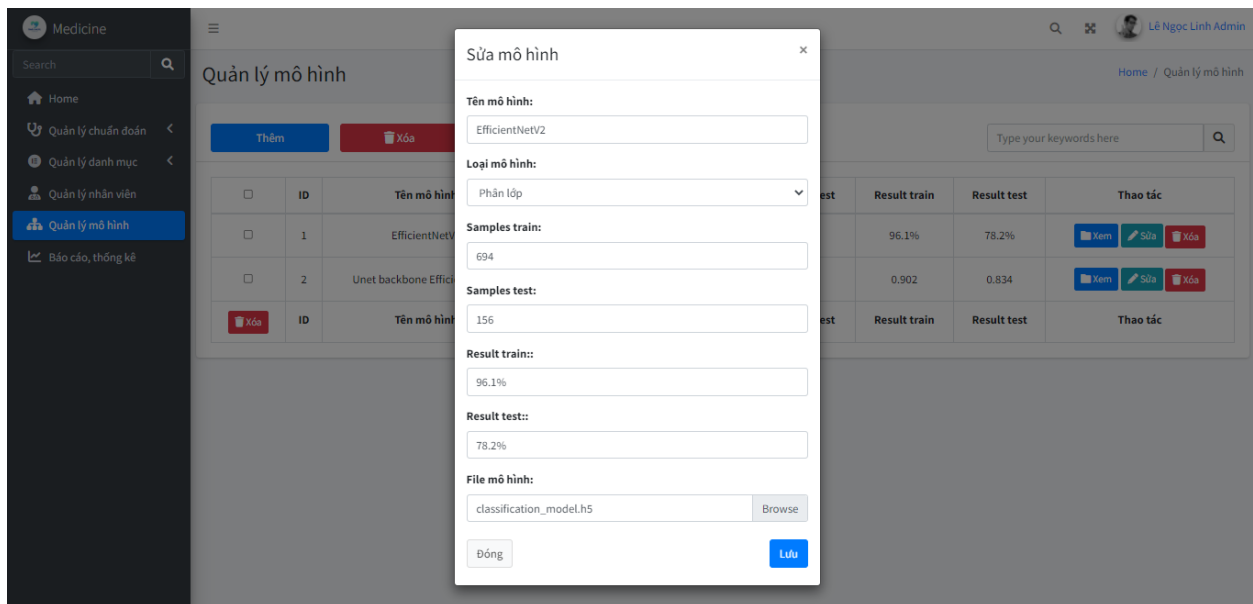 Medicine
Lê Ngọc Linh Admin
Search
Quản lý mô hình
Home / Quản lý mô hình
Home
Quản lý chuẩn đoán
Quản lý danh mục
Quản lý nhân viên
Quản lý mô hình
Báo cáo, thống kê
Thêm
Xóa
Type your keywords here
ID Tên mô hình est Result train Result test Thao tác
1 EfficientNetV 96.1% 78.2% Xem Sửa Xóa
2 Unet backbone Effici 0.902 0.834 Xem Sửa Xóa
Xóa ID Tên mô hình est Result train Result test Thao tác
Sửa mô hình ×
Tên mô hình:
EfficientNetV2
Loại mô hình:
Phân lớp
Samples train:
694
Samples test:
156
Result train::
96.1%
Result test::
78.2%
File mô hình:
classification_model.h5 Browse
Đóng Lưu